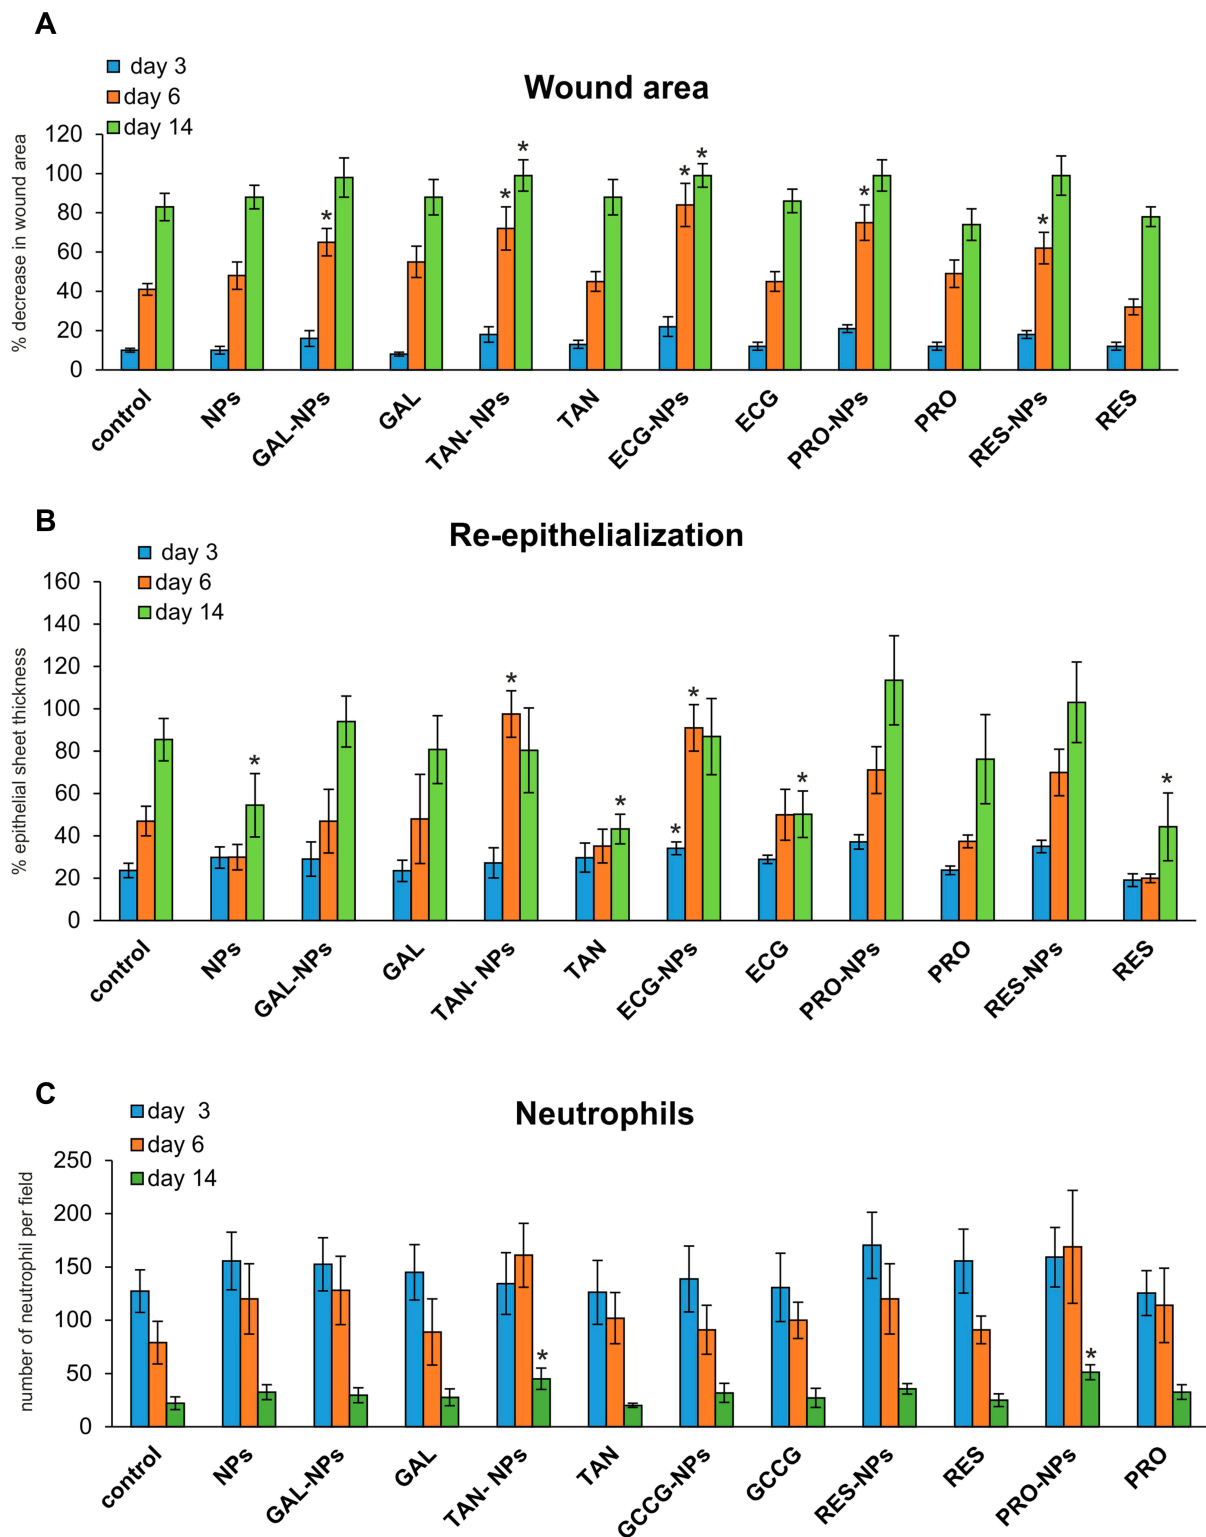 A
day 3
day 6
day 14
Wound area
% decrease in wound area
120
100
80
60
40
20
0
* * * * * * *
control NPs GAL-NPs GAL TAN- NPs TAN ECG-NPs ECG PRO-NPs PRO RES-NPs RES
B
day 3
day 6
day 14
Re-epithelialization
% epithelial sheet thickness
160
140
120
100
80
60
40
20
0
* * * * * * *
control NPs GAL-NPs GAL TAN- NPs TAN ECG-NPs ECG PRO-NPs PRO RES-NPs RES
C
day 3
day 6
day 14
Neutrophils
number of neutrophil per field
250
200
150
100
50
0
* *
control NPs GAL-NPs GAL TAN- NPs TAN GCCG-NPs GCCG RES-NPs RES PRO-NPs PRO